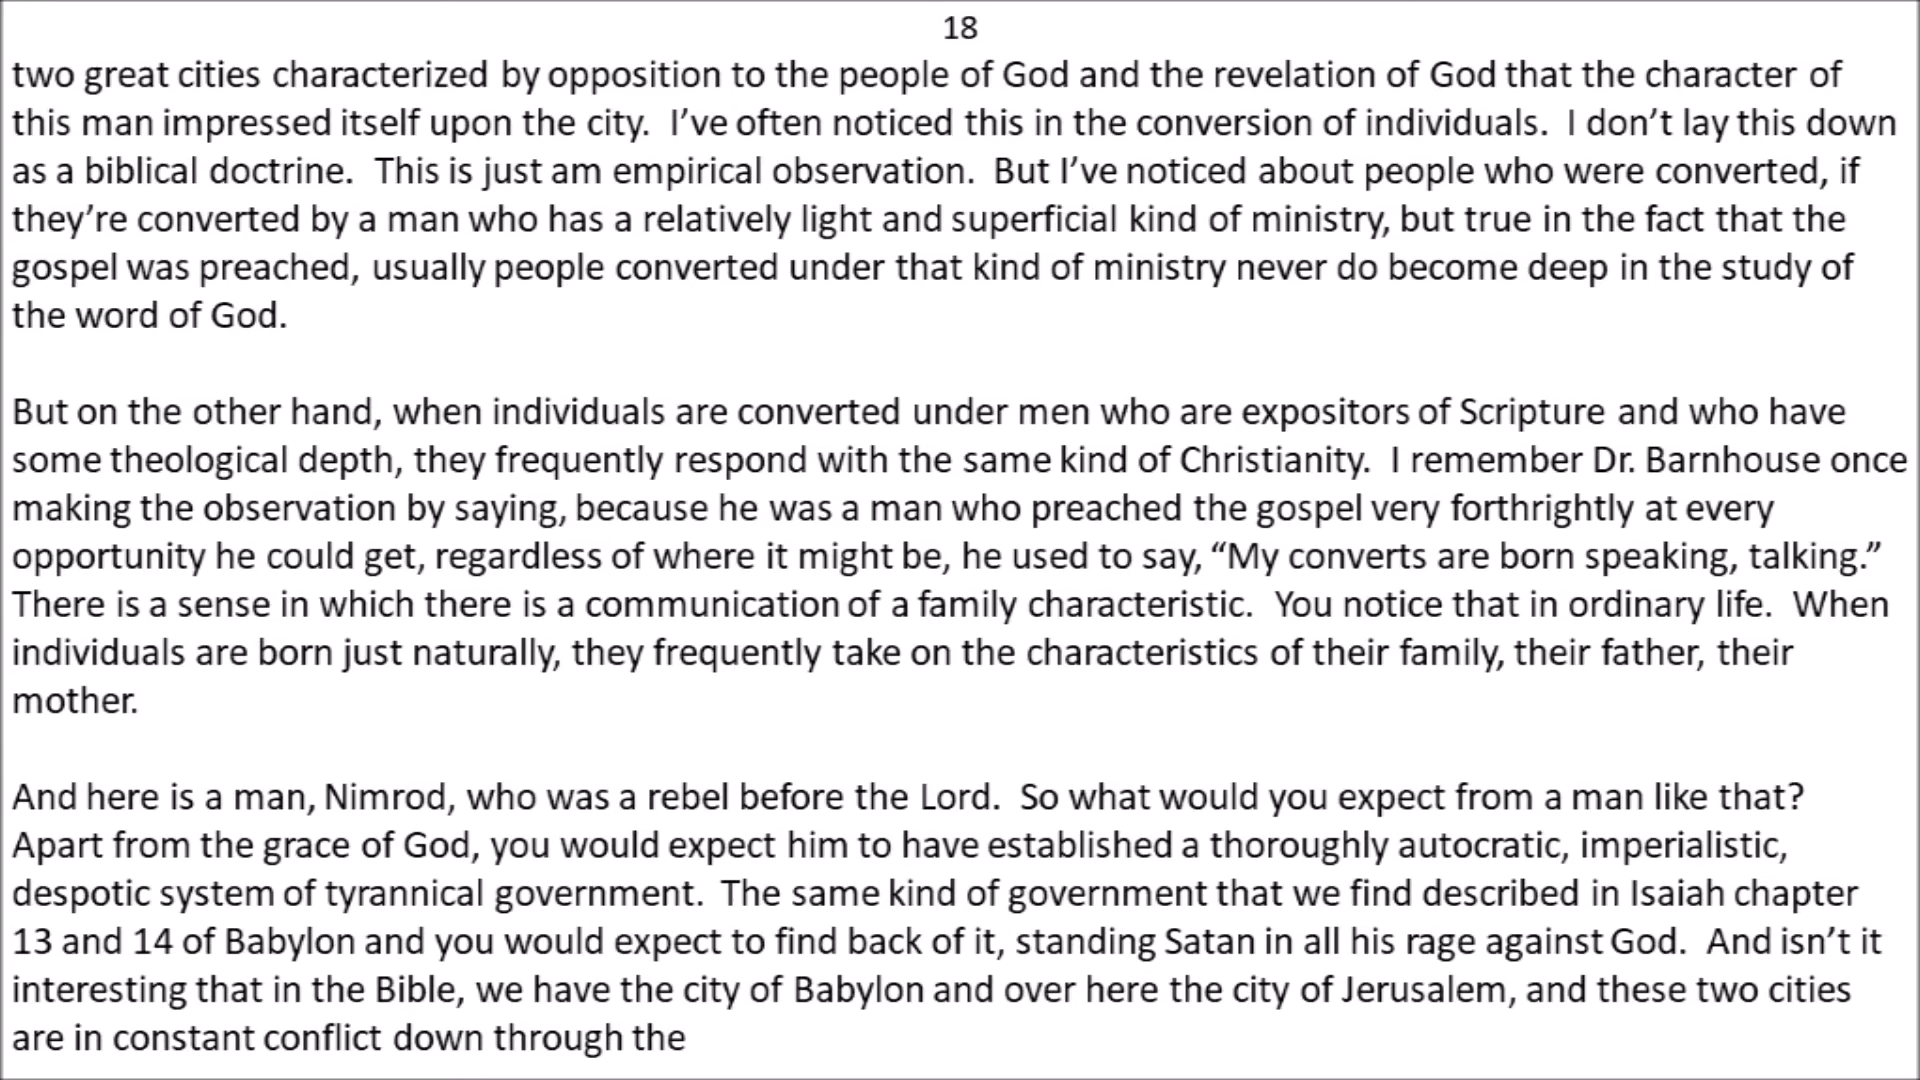 18
two great cities characterized by opposition to the people of God and the revelation of God that the character of
this man impressed itself upon the city.  I’ve often noticed this in the conversion of individuals.  I don’t lay this down
as a biblical doctrine.  This is just am empirical observation.  But I’ve noticed about people who were converted, if
they’re converted by a man who has a relatively light and superficial kind of ministry, but true in the fact that the
gospel was preached, usually people converted under that kind of ministry never do become deep in the study of
the word of God.
But on the other hand, when individuals are converted under men who are expositors of Scripture and who have
some theological depth, they frequently respond with the same kind of Christianity.  I remember Dr. Barnhouse once
making the observation by saying, because he was a man who preached the gospel very forthrightly at every
opportunity he could get, regardless of where it might be, he used to say, “My converts are born speaking, talking.”
There is a sense in which there is a communication of a family characteristic.  You notice that in ordinary life.  When
individuals are born just naturally, they frequently take on the characteristics of their family, their father, their
mother.
And here is a man, Nimrod, who was a rebel before the Lord.  So what would you expect from a man like that?
Apart from the grace of God, you would expect him to have established a thoroughly autocratic, imperialistic,
despotic system of tyrannical government.  The same kind of government that we find described in Isaiah chapter
13 and 14 of Babylon and you would expect to find back of it, standing Satan in all his rage against God.  And isn’t it
interesting that in the Bible, we have the city of Babylon and over here the city of Jerusalem, and these two cities
are in constant conflict down through the